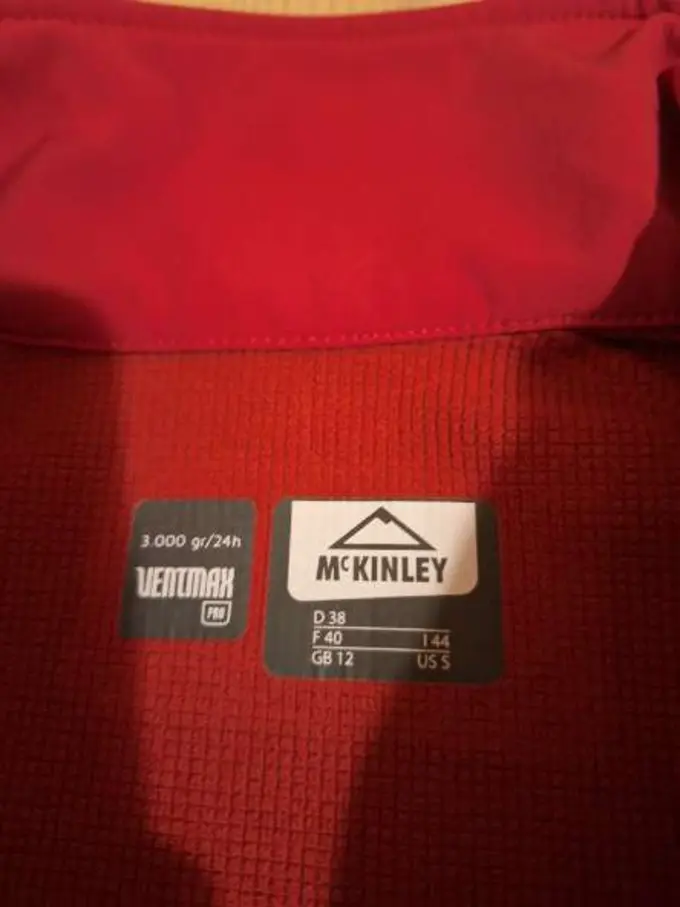 3.000 gr/24h
VENTMAX
PRO
McKINLEY
D 38
F 40 I 44
GB 12 US S